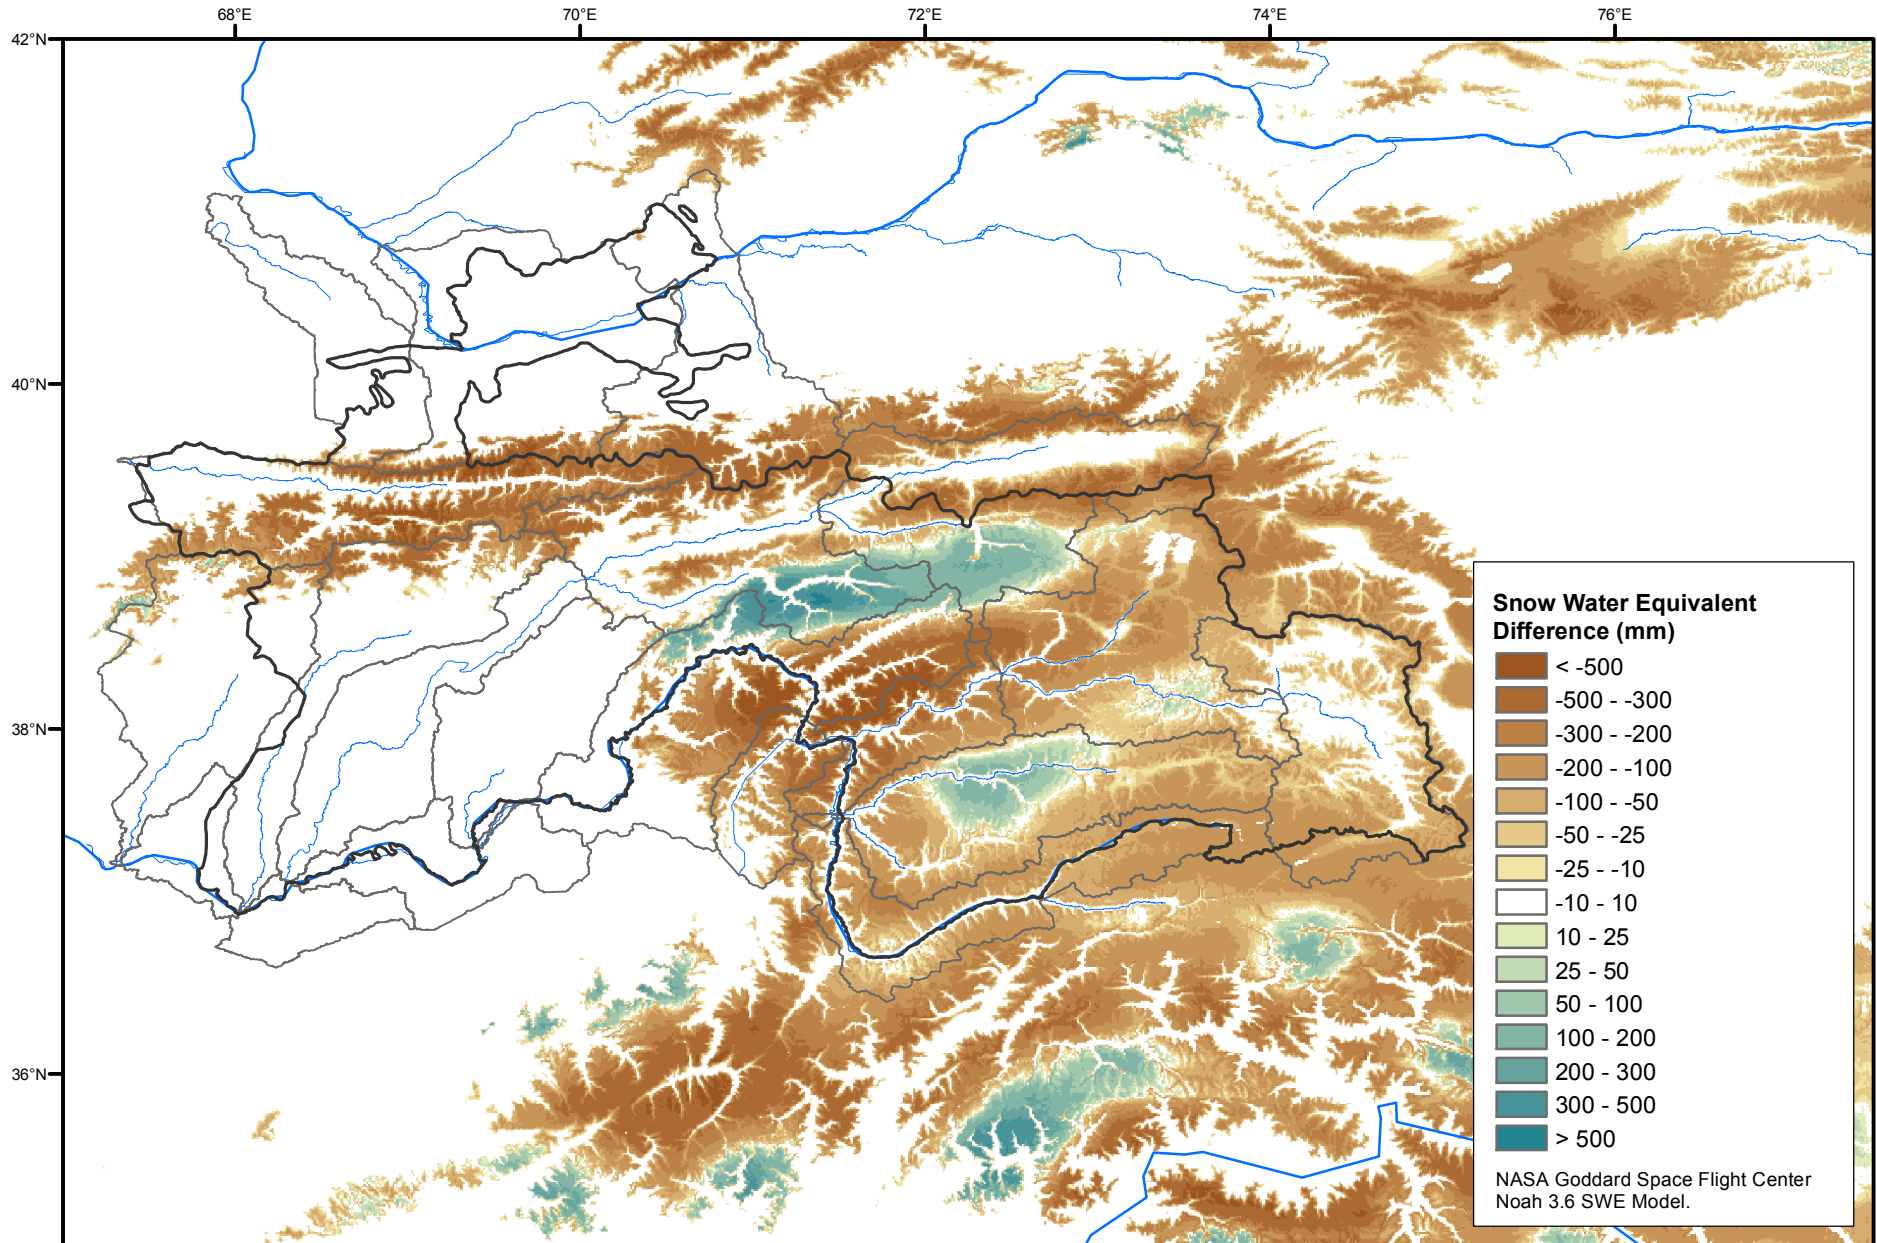 68°E 70°E 72°E 74°E 76°E
42°N
40°N
38°N
36°N
Snow Water Equivalent
Difference (mm)
< -500
-500 - -300
-300 - -200
-200 - -100
-100 - -50
-50 - -25
-25 - -10
-10 - 10
10 - 25
25 - 50
50 - 100
100 - 200
200 - 300
300 - 500
> 500
NASA Goddard Space Flight Center
Noah 3.6 SWE Model.